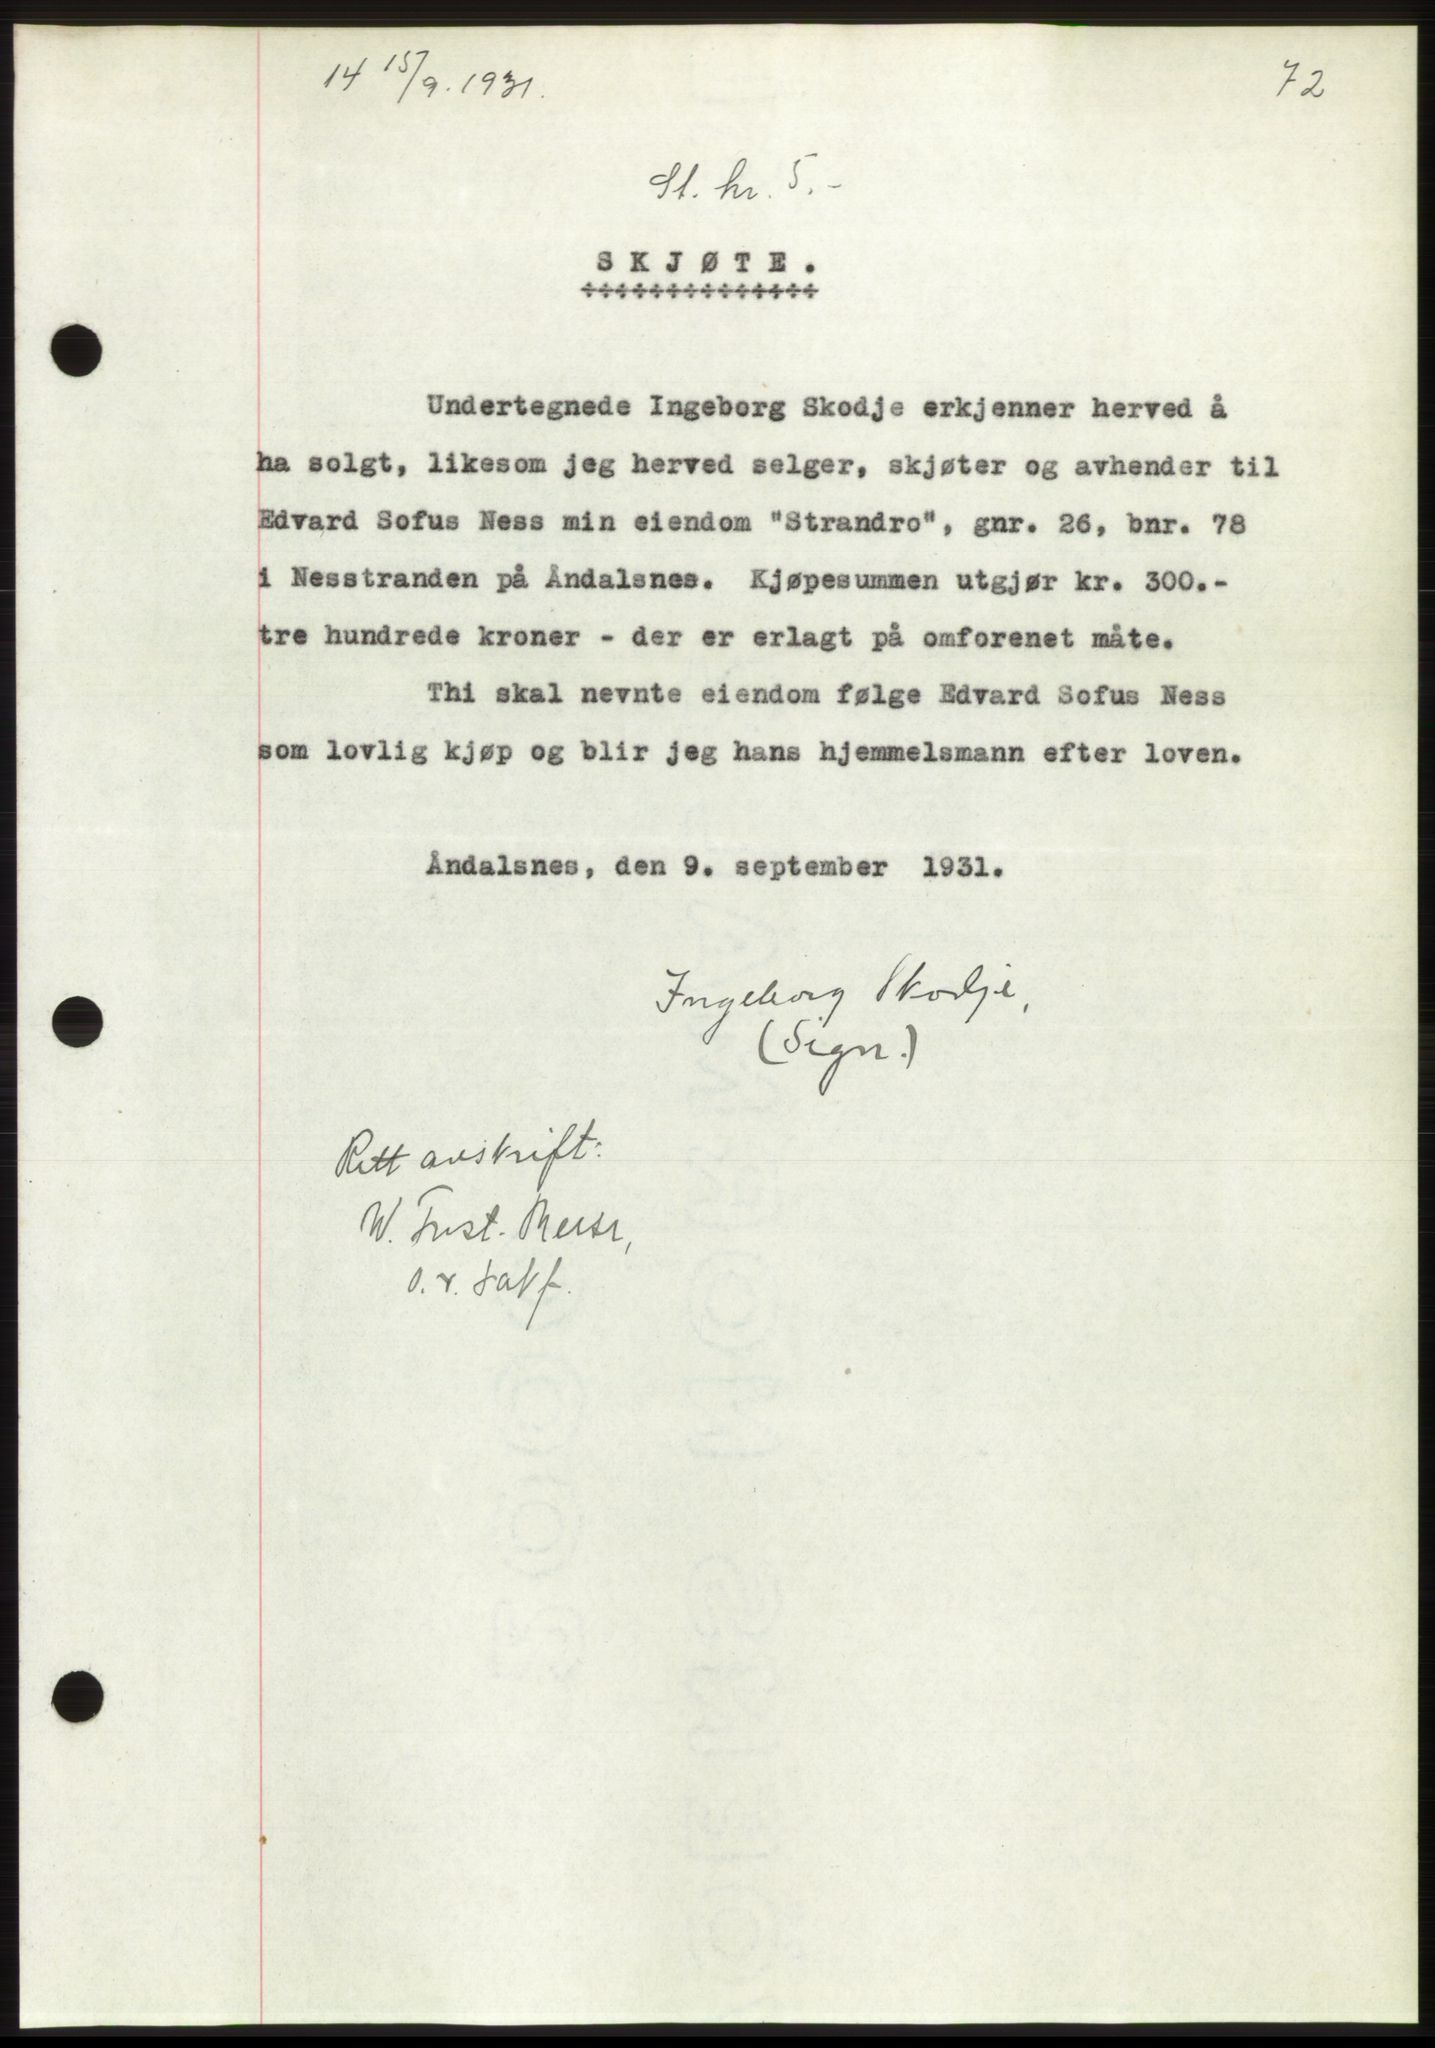 14 15/9. 1931.
72
St. kr. 5.-
SKJØTE.
÷÷÷÷÷÷÷÷÷÷÷÷÷÷
Undertegnede Ingeborg Skodje erkjenner herved å
ha solgt, likesom jeg herved selger, skjøter og avhender til
Edvard Sofus Ness min eiendom "Strandro", gnr. 26, bnr. 78
i Nesstranden på Åndalsnes. Kjøpesummen utgjør kr. 300.-
tre hundrede kroner - der er erlagt på omforenet måte.
Thi skal nevnte eiendom følge Edvard Sofus Ness
som lovlig kjøp og blir jeg hans hjemmelsmann efter loven.
Åndalsnes, den 9. september 1931.
Ingeborg Skodje,
(Sign.)
Rett avskrift:
W.
o. r. sakf.